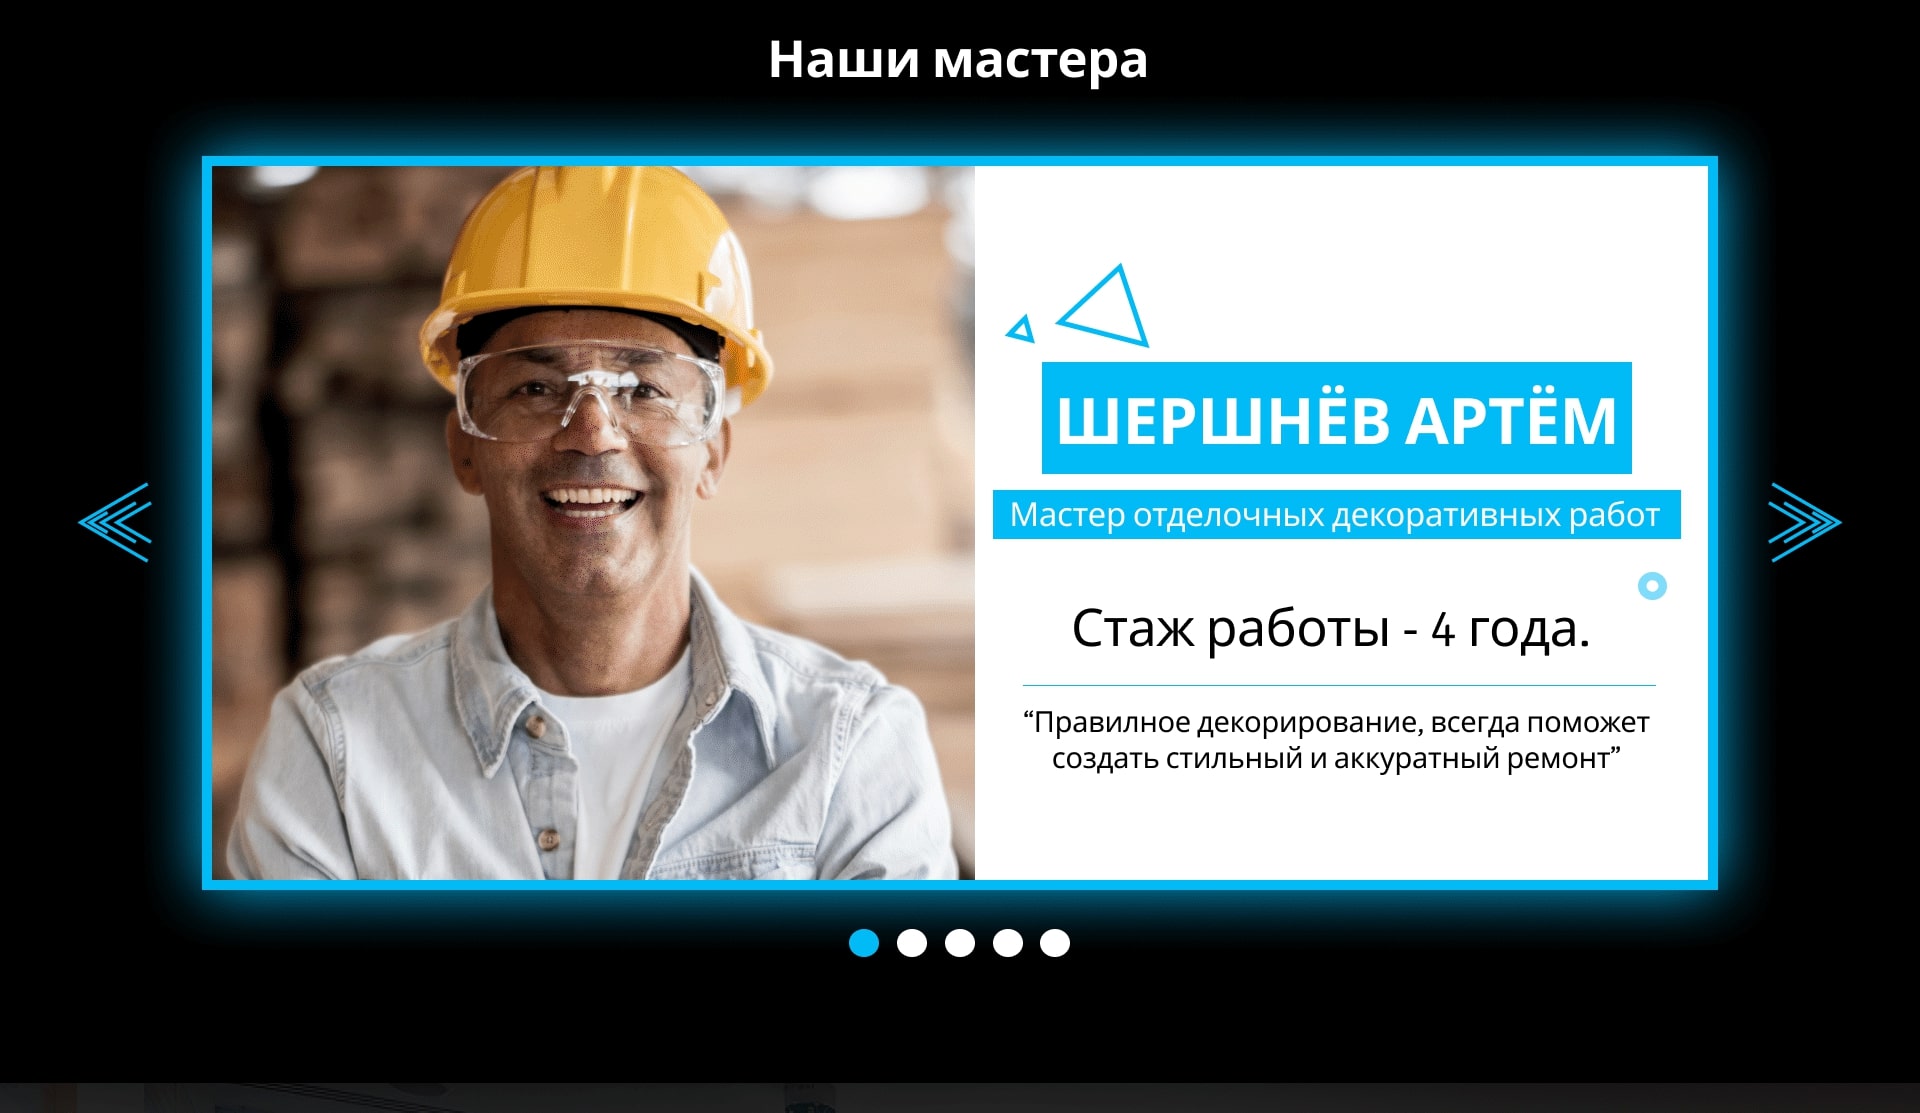 Наши мастера
ШЕРШНЁВ АРТЁМ
Мастер отделочных декоративных работ
Стаж работы - 4 года.
“Правилное декорирование, всегда поможет
создать стильный и аккуратный ремонт”